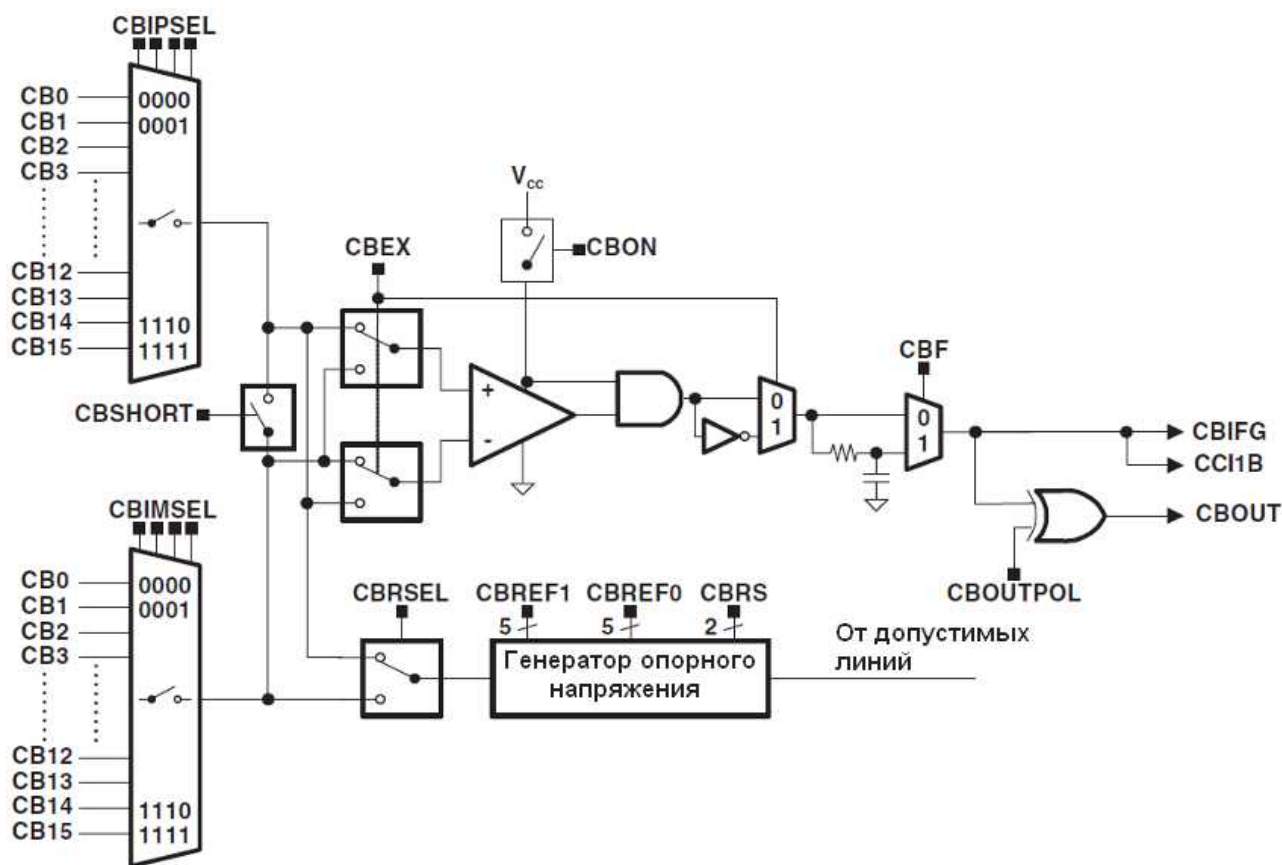 CBIPSEL
CB0
0000
CB1
0001
CB2
CB3
CB12
CB13
CB14
1110
CB15
1111
CBSHORT
CBEX
Vcc
CBON
+
-
0
1
CBF
0
1
CBIFG
CCI1B
CBOUT
CBOUTPOL
CBIMSEL
CB0
0000
CB1
0001
CB2
CB3
CB12
CB13
CB14
1110
CB15
1111
CBRSEL
CBREF1
CBREF0
CBRS
5
5
2
Генератор опорного
напряжения
От допустимых
линий